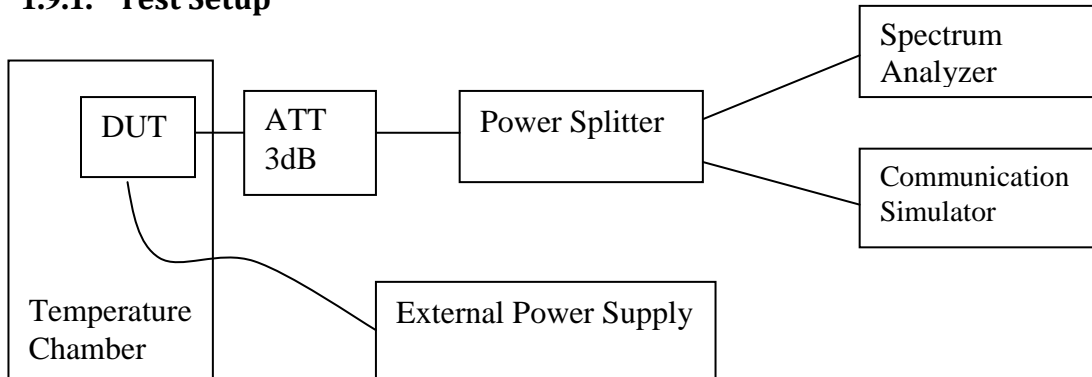 1.9.1. Test Setup
Spectrum
Analyzer
DUT
ATT
3dB
Power Splitter
Communication
Simulator
Temperature
Chamber
External Power Supply